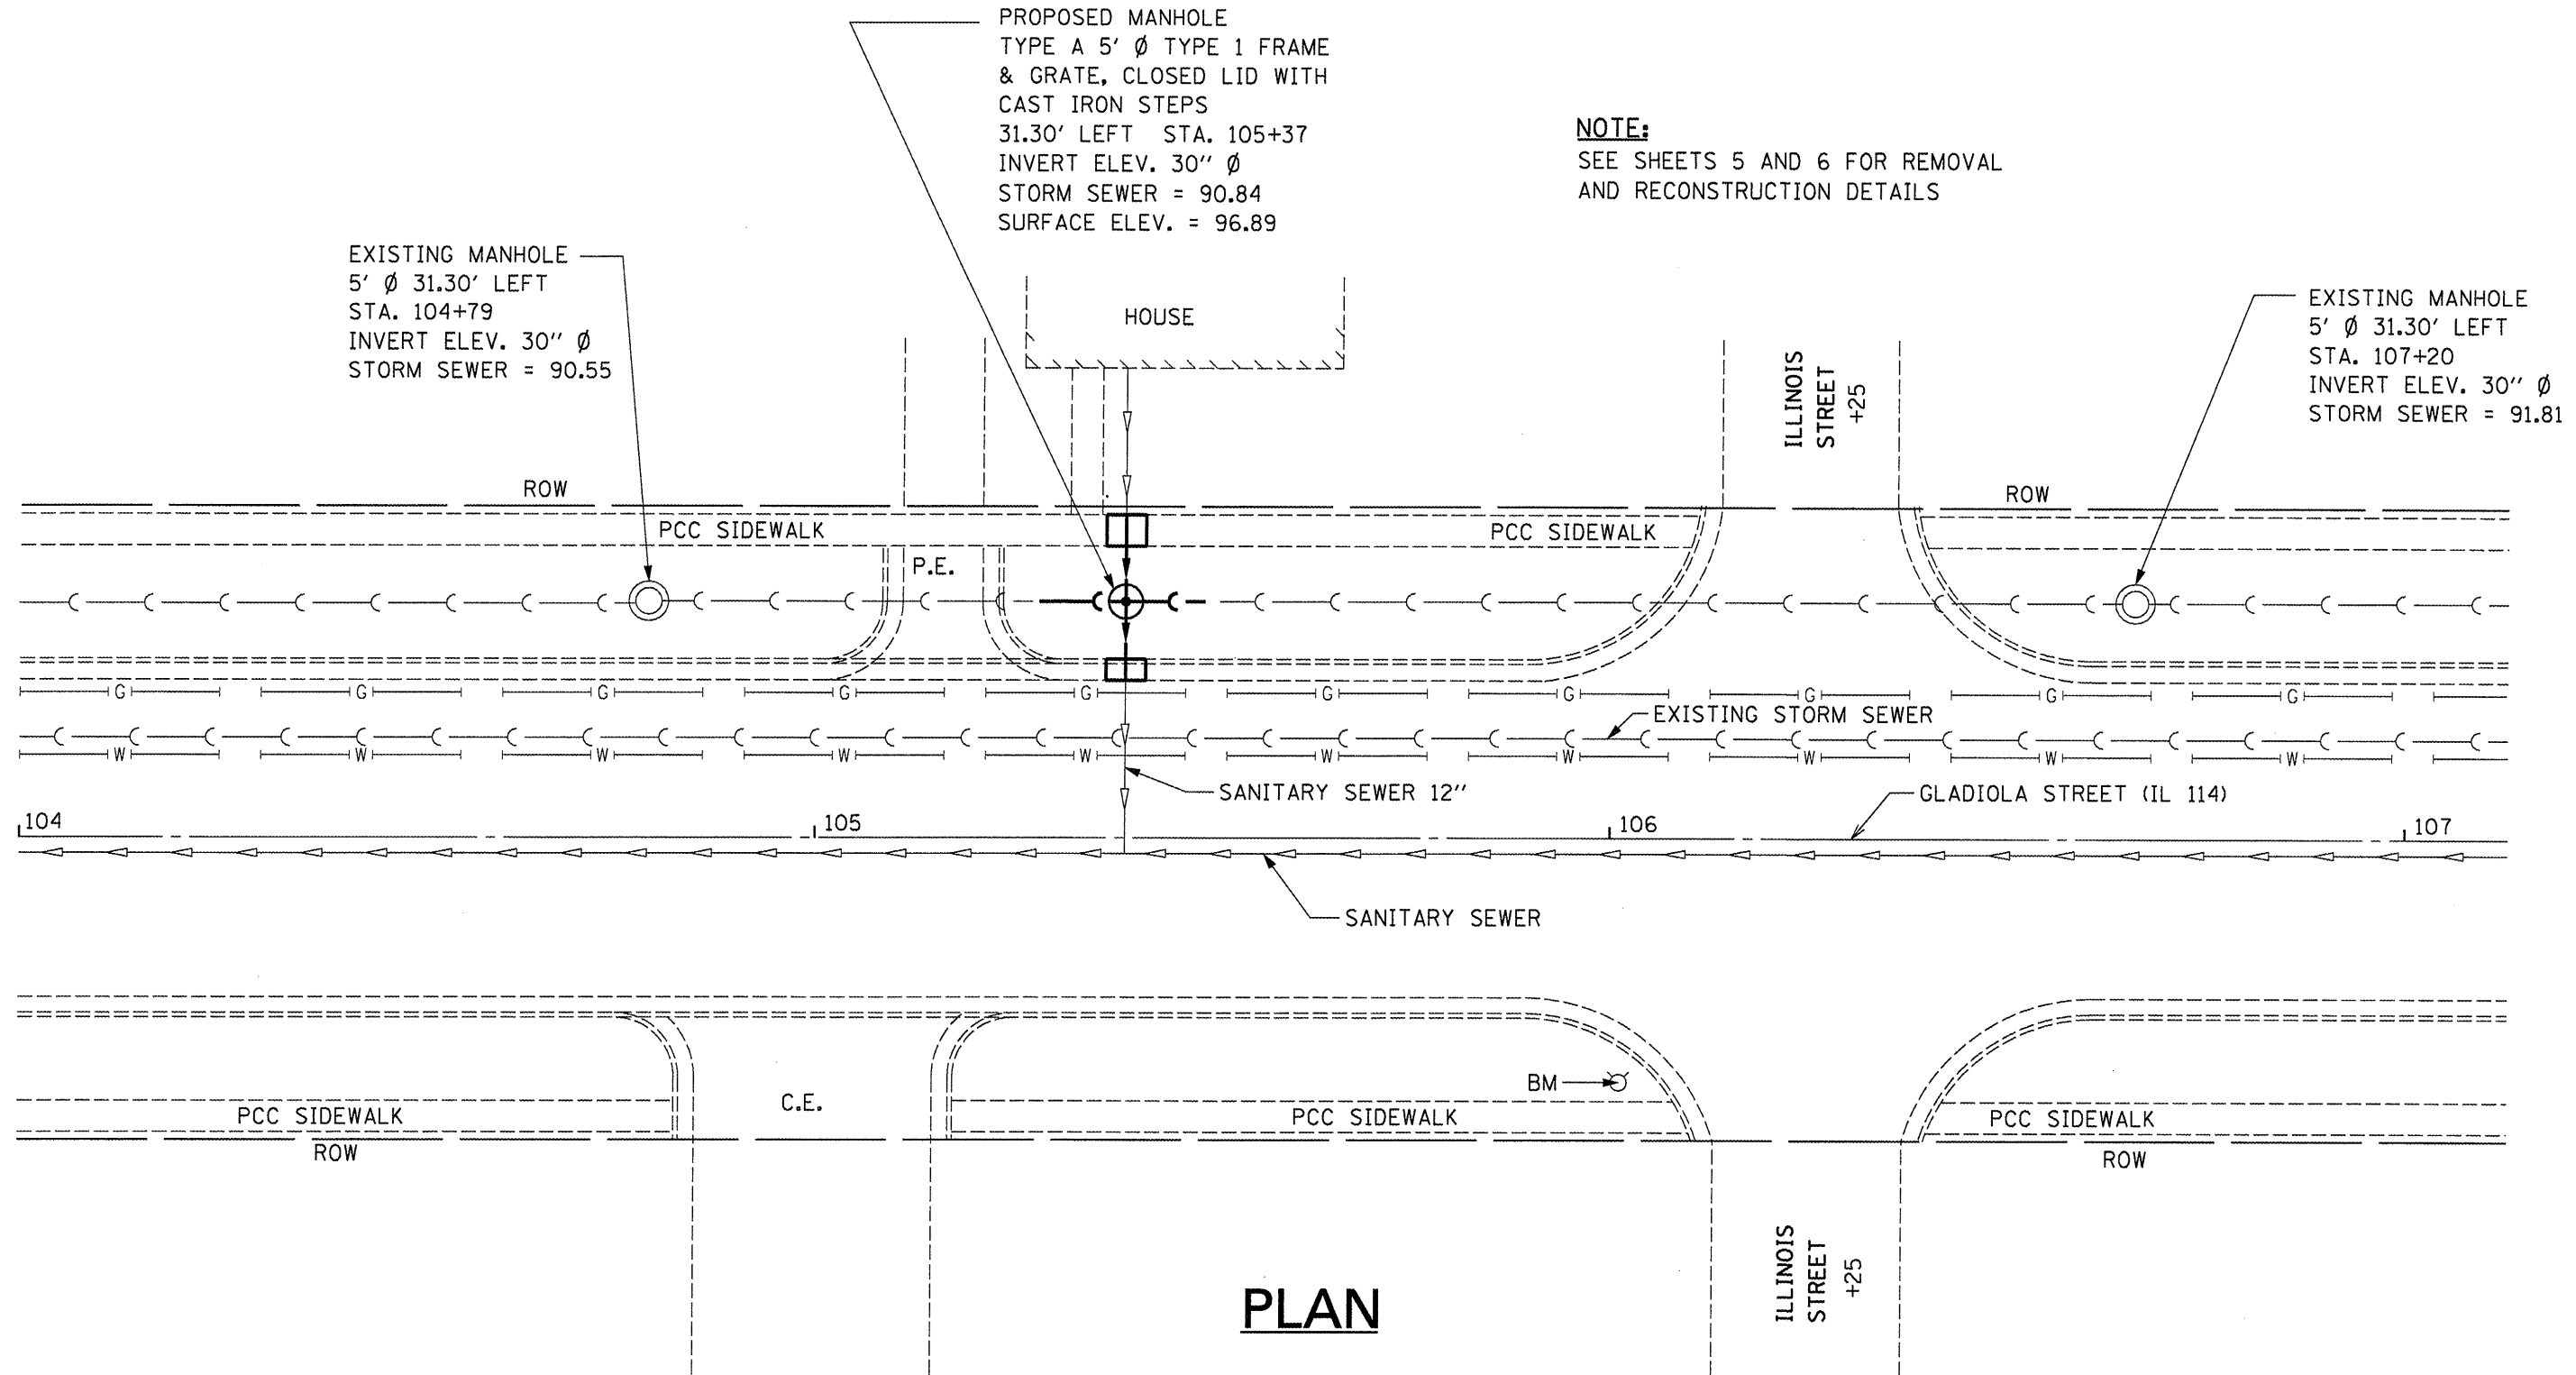 PROPOSED MANHOLE
TYPE A 5' Ø TYPE 1 FRAME
& GRATE, CLOSED LID WITH
CAST IRON STEPS
31.30' LEFT STA. 105+37
INVERT ELEV. 30'' Ø
STORM SEWER = 90.84
SURFACE ELEV. = 96.89
NOTE:
SEE SHEETS 5 AND 6 FOR REMOVAL
AND RECONSTRUCTION DETAILS
EXISTING MANHOLE
5' Ø 31.30' LEFT
STA. 104+79
INVERT ELEV. 30'' Ø
STORM SEWER = 90.55
HOUSE
EXISTING MANHOLE
5' Ø 31.30' LEFT
STA. 107+20
INVERT ELEV. 30'' Ø
STORM SEWER = 91.81
ILLINOIS
STREET
+25
ROW
ROW
PCC SIDEWALK
PCC SIDEWALK
P.E.
G G G G G G G G G G
EXISTING STORM SEWER
W W W W W W W W W W
SANITARY SEWER 12''
GLADIOLA STREET (IL 114)
104 105 106 107
SANITARY SEWER
BM
C.E.
PCC SIDEWALK
PCC SIDEWALK
PCC SIDEWALK
ROW
ROW
ILLINOIS
STREET
+25
PLAN